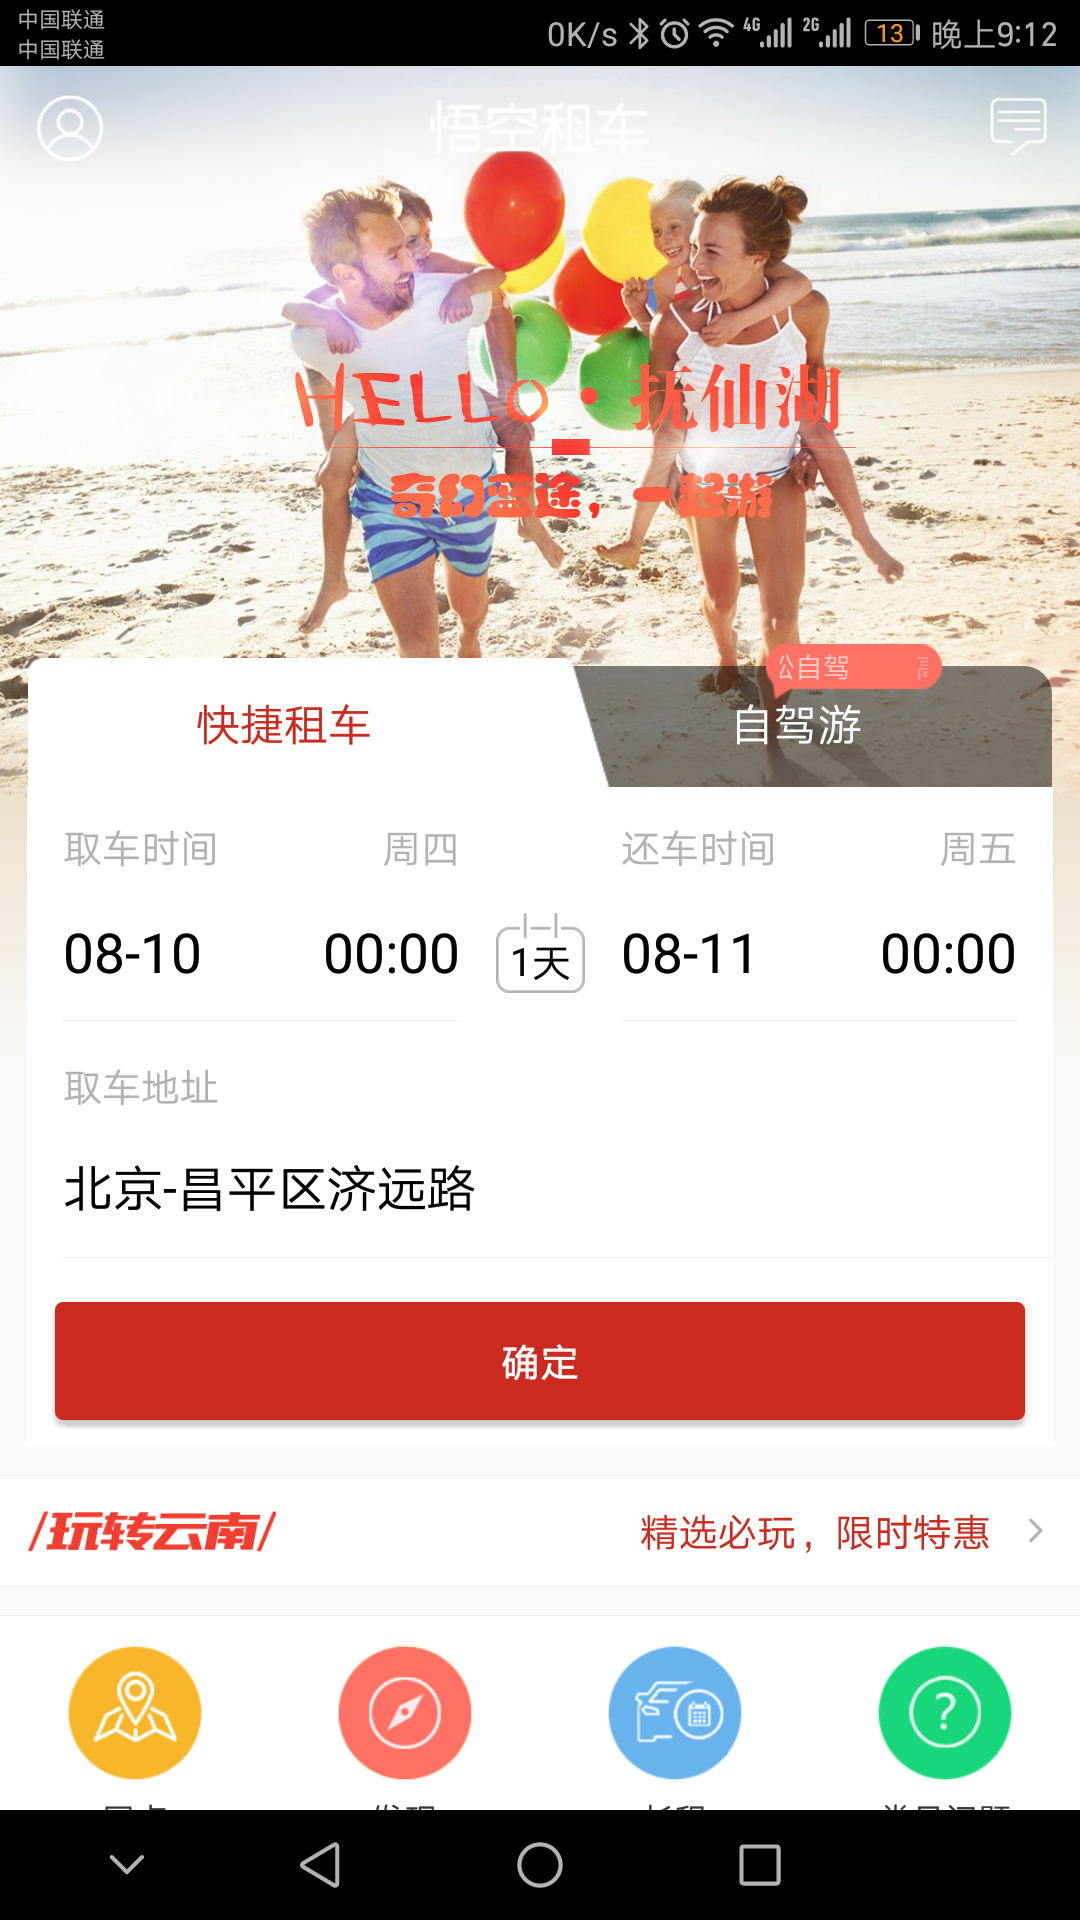 中国联通
中国联通
0K/s 4G 2G 13 晚上9:12
悟空租车
HELLO·抚仙湖
奇幻蓝途，一起游
自驾
快捷租车
自驾游
取车时间 周四 还车时间 周五
08-10 00:00 1天 08-11 00:00
取车地址
北京-昌平区济远路
确定
/玩转云南/ 精选必玩，限时特惠
?